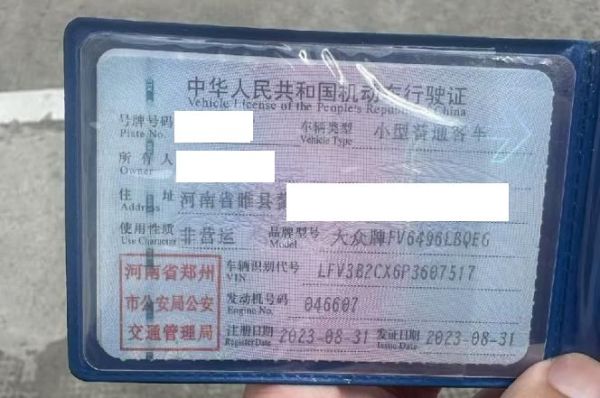 中华人民共和国机动车行驶证
Vehicle License of the People's Republic of China
号牌号码 车辆类型 小型普通客车
Plate No. Vehicle Type
所有人
Owner
住址 河南省睢县
Address
使用性质 非营运 品牌型号 大众牌FV6496LBQEG
Use Character Model
河南省郑州 车辆识别代号 LFV3B2CX6P3607517
VIN
市公安局公安 发动机号码 046607
Engine No.
交通管理局 注册日期 2023-08-31 发证日期 2023-08-31
Register Date Issue Date